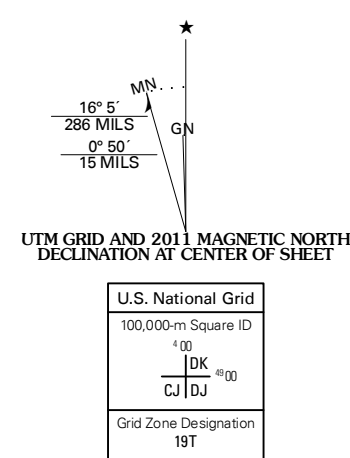 ★
MN
16° 5´
286 MILS
GN
0° 50´
15 MILS
UTM GRID AND 2011 MAGNETIC NORTH
DECLINATION AT CENTER OF SHEET
U.S. National Grid
100,000-m Square ID
4 00
DK
49 00
CJ DJ
Grid Zone Designation
19T